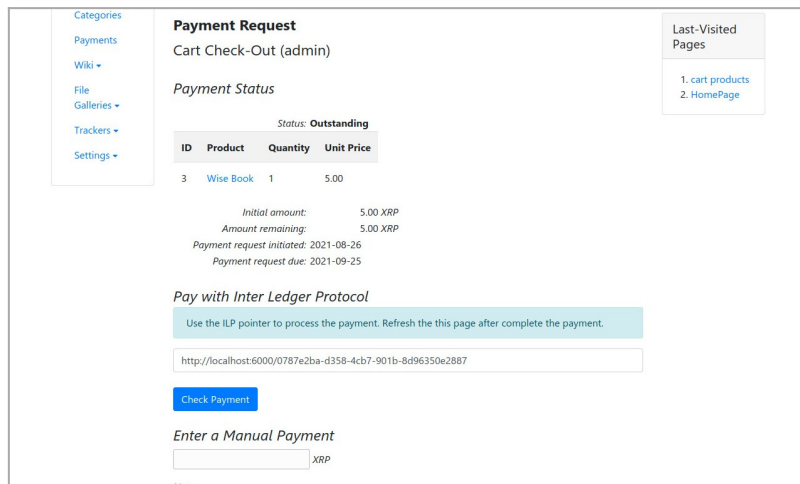 Categories
Payments
Wiki
File
Galleries
Trackers
Settings
Payment Request
Cart Check-Out (admin)
Payment Status
Status: Outstanding
ID Product Quantity Unit Price
3 Wise Book 1 5.00
Initial amount: 5.00 XRP
Amount remaining: 5.00 XRP
Payment request initiated: 2021-08-26
Payment request due: 2021-09-25
Pay with Inter Ledger Protocol
Use the ILP pointer to process the payment. Refresh the this page after complete the payment.
http://localhost:6000/0787e2ba-d358-4cb7-901b-8d96350e2887
Check Payment
Enter a Manual Payment
XRP
Last-Visited
Pages
1. cart products
2. HomePage